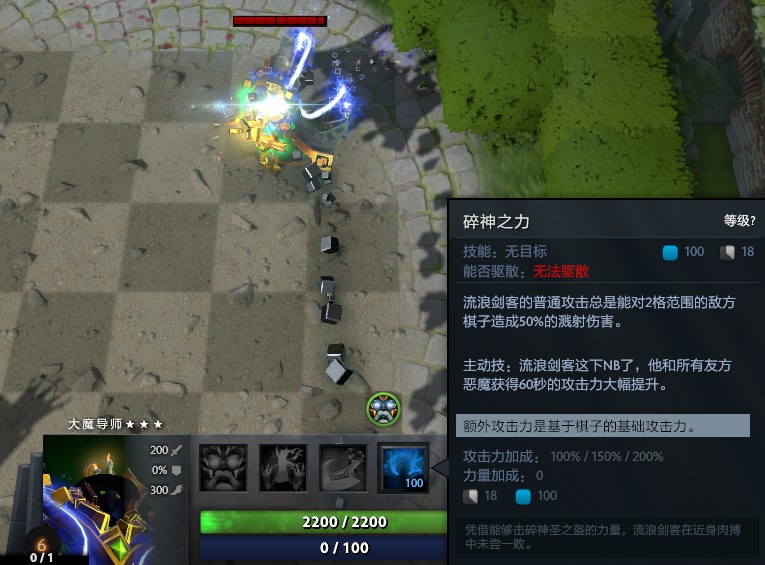 碎神之力 等级?
技能：无目标 100 18
能否驱散：无法驱散
流浪剑客的普通攻击总是能对2格范围的敌方
棋子造成50%的溅射伤害。
主动技：流浪剑客这下NB了，他和所有友方
恶魔获得60秒的攻击力大幅提升。
额外攻击力是基于棋子的基础攻击力。
攻击力加成：100% / 150% / 200%
力量加成：0
18 100
凭借能够击碎神圣之盔的力量，流浪剑客在近身肉搏
中未尝一败。
大魔导师★★★
200
0%
300
100
2200 / 2200
0 / 100
6
0 / 1